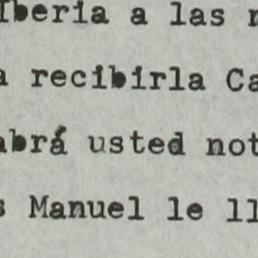 Iberia a las
a recibirla Ca
abrá usted not
s Manuel le ll